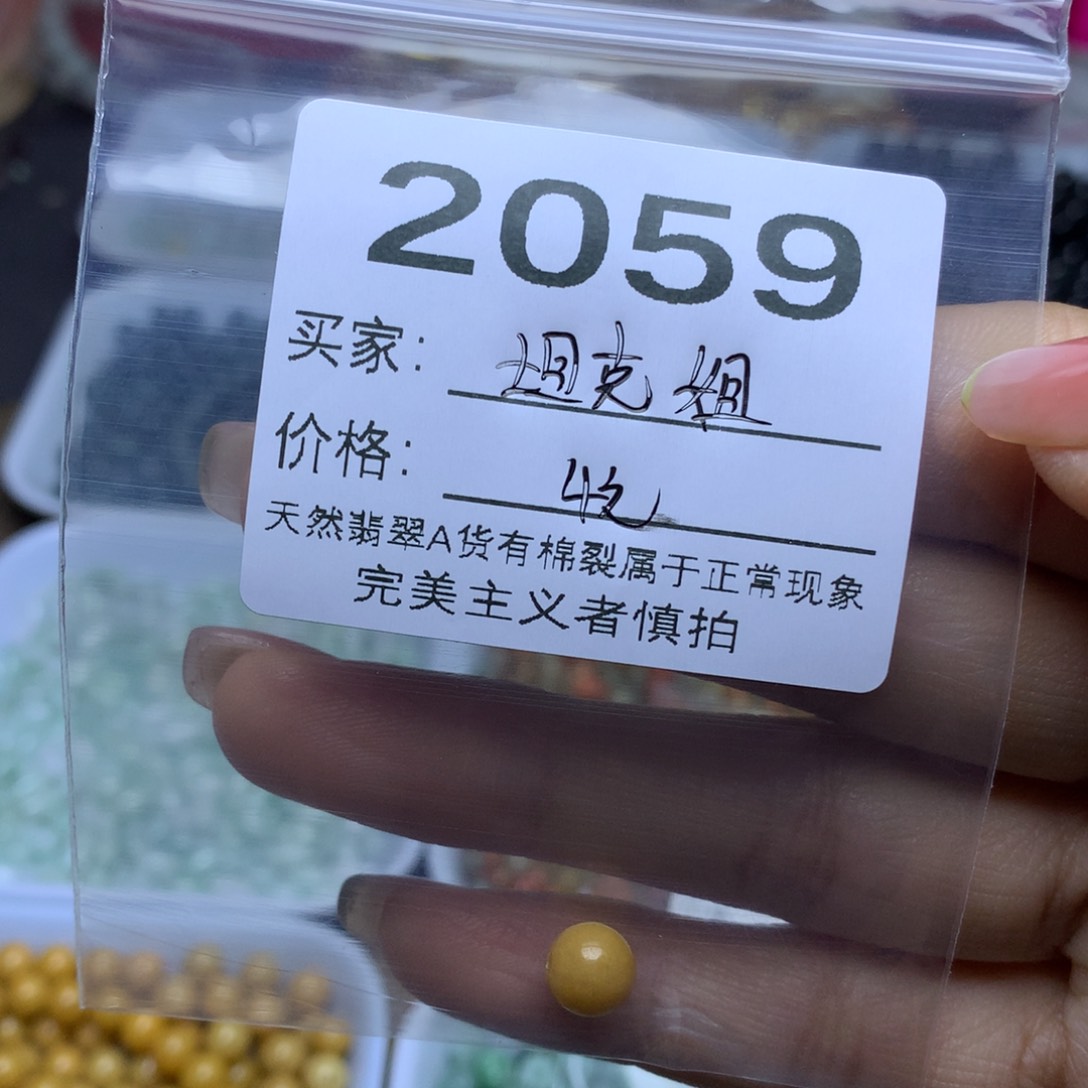 2059
买家: 坦克姐
价格:
天然翡翠A货有棉裂属于正常现象
完美主义者慎拍